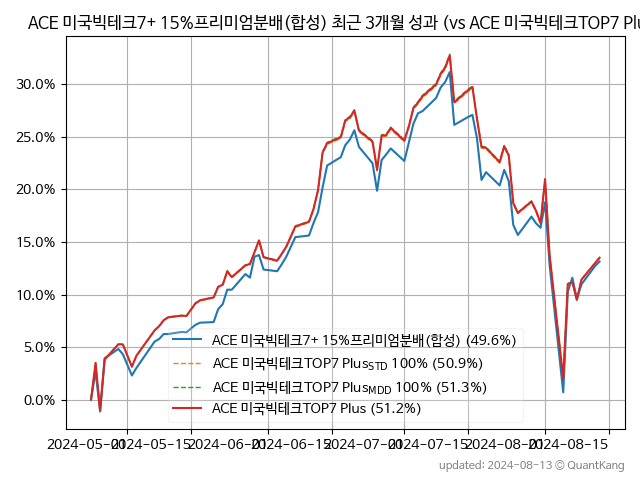 ACE 미국빅테크7+ 15%프리미엄분배(합성) 최근 3개월 성과 (vs ACE 미국빅테크TOP7 Plu
30.0%
25.0%
20.0%
15.0%
10.0%
5.0%
0.0%
ACE 미국빅테크7+ 15%프리미엄분배(합성) (49.6%)
ACE 미국빅테크TOP7 PlusSTD 100% (50.9%)
ACE 미국빅테크TOP7 PlusMDD 100% (51.3%)
ACE 미국빅테크TOP7 Plus (51.2%)
2024-05-01 2024-05-15 2024-06-01 2024-06-15 2024-07-01 2024-07-15 2024-08-01 2024-08-15
updated: 2024-08-13 © QuantKang